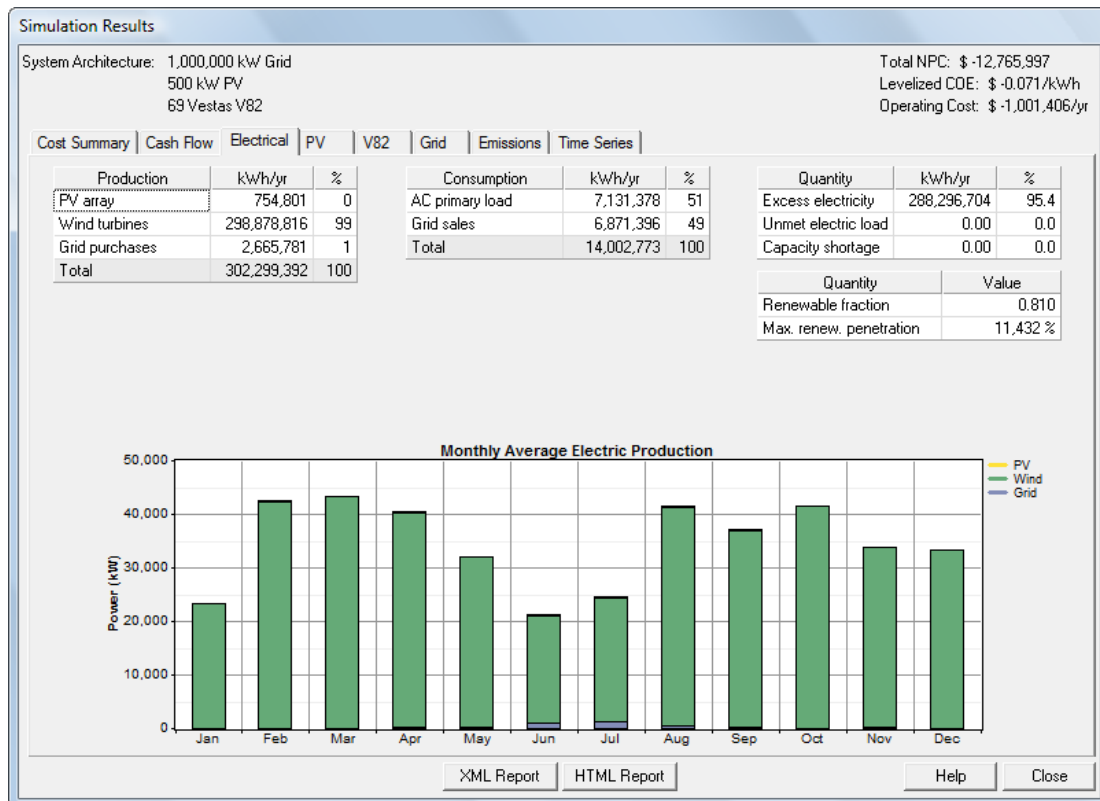 Simulation Results
System Architecture: 1,000,000 kW Grid
500 kW PV
69 Vestas V82
Total NPC: $ -12,765,997
Levelized COE: $ -0.071/kWh
Operating Cost: $ -1,001,406/yr
Cost Summary Cash Flow Electrical PV V82 Grid Emissions Time Series
Production kWh/yr %
PV array 754,801 0
Wind turbines 298,878,816 99
Grid purchases 2,665,781 1
Total 302,299,392 100
Consumption kWh/yr %
AC primary load 7,131,378 51
Grid sales 6,871,396 49
Total 14,002,773 100
Quantity kWh/yr %
Excess electricity 288,296,704 95.4
Unmet electric load 0.00 0.0
Capacity shortage 0.00 0.0
Quantity Value
Renewable fraction 0.810
Max. renew. penetration 11,432 %
Monthly Average Electric Production
Power (kW)
50,000
40,000
30,000
20,000
10,000
0
Jan Feb Mar Apr May Jun Jul Aug Sep Oct Nov Dec
PV
Wind
Grid
XML Report HTML Report Help Close